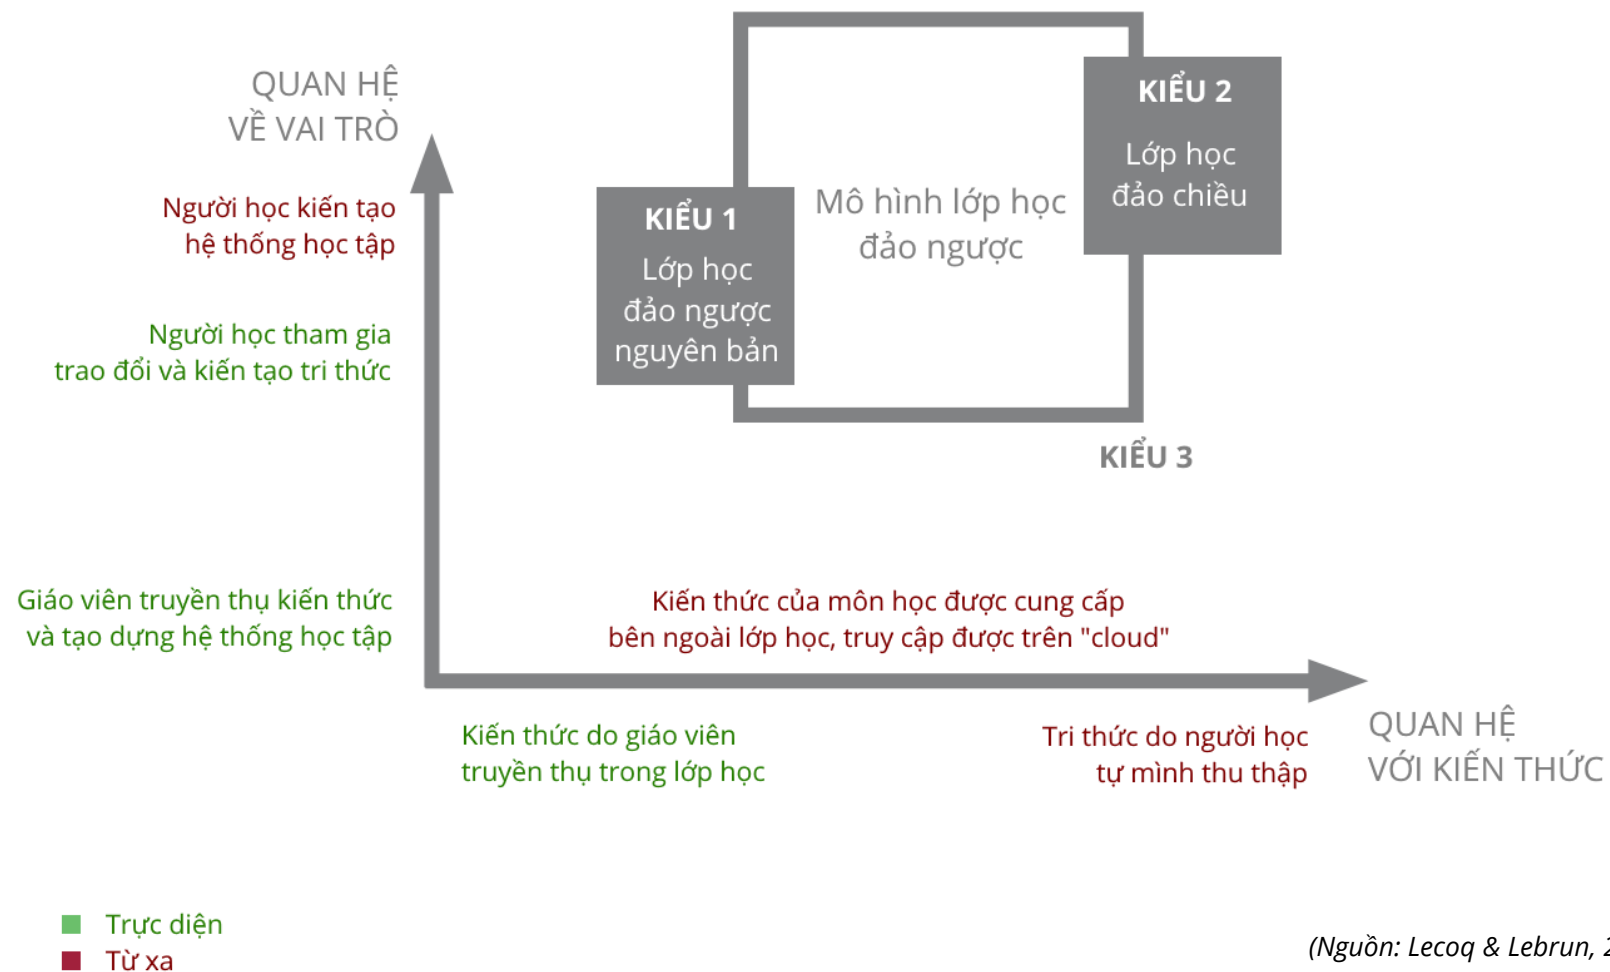 QUAN HỆ
VỀ VAI TRÒ
Người học kiến tạo
hệ thống học tập
Người học tham gia
trao đổi và kiến tạo tri thức
Giáo viên truyền thụ kiến thức
và tạo dựng hệ thống học tập
KIỂU 1
Lớp học
đảo ngược
nguyên bản
Mô hình lớp học
đảo ngược
KIỂU 2
Lớp học
đảo chiều
KIỂU 3
Kiến thức của môn học được cung cấp
bên ngoài lớp học, truy cập được trên "cloud"
Kiến thức do giáo viên
truyền thụ trong lớp học
Tri thức do người học
tự mình thu thập
QUAN HỆ
VỚI KIẾN THỨC
Trực diện
Từ xa
(Nguồn: Lecoq & Lebrun,